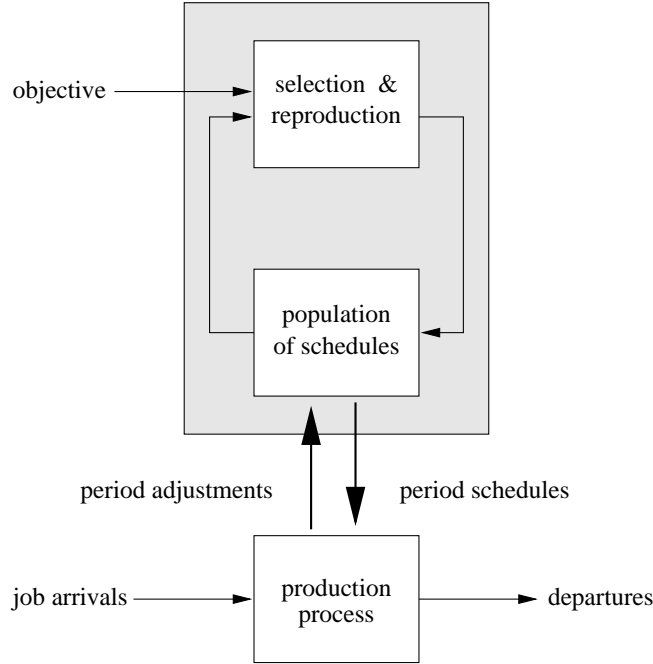 selection & 
reproduction
objective
population
of schedules
period adjustments
period schedules
production
process
job arrivals
departures